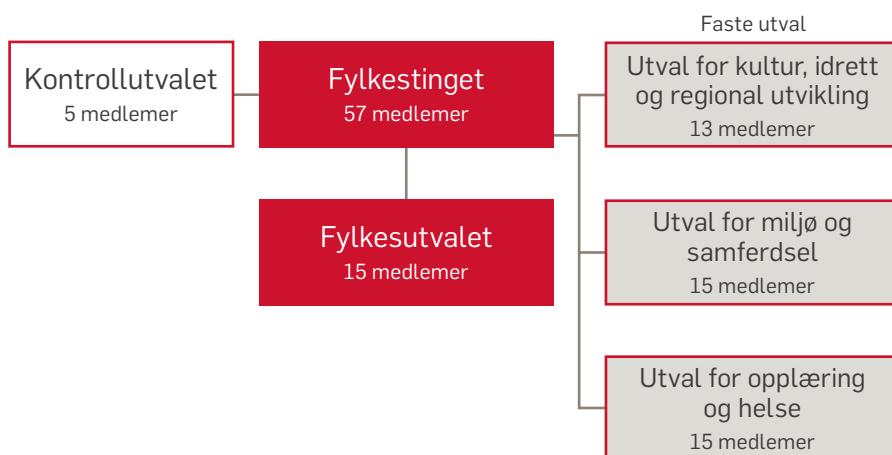 Faste utval
Kontrollutvalet
5 medlemer
Fylkestinget
57 medlemer
Utval for kultur, idrett
og regional utvikling
13 medlemer
Fylkesutvalet
15 medlemer
Utval for miljø og
samferdsel
15 medlemer
Utval for opplæring
og helse
15 medlemer